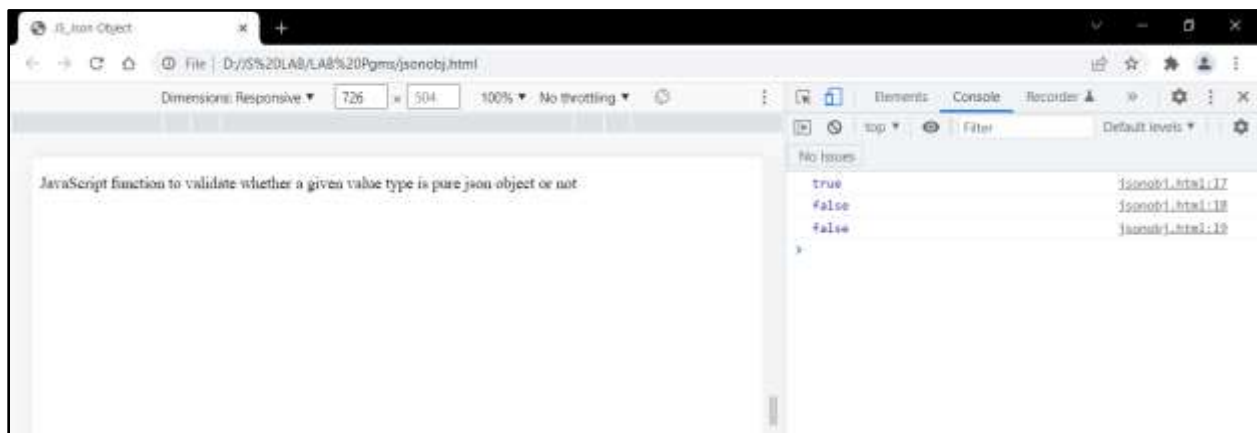 JS_Json Object
File D://S%20LAB/LAB%20Pgms/jsonobj.html
Dimensions: Responsive 726 x 504 100% No throttling
Elements Console Recorder
top Filter Default levels
No Issues
JavaScript function to validate whether a given value type is pure json object or not
true jsonobj.html:17
false jsonobj.html:18
false jsonobj.html:19